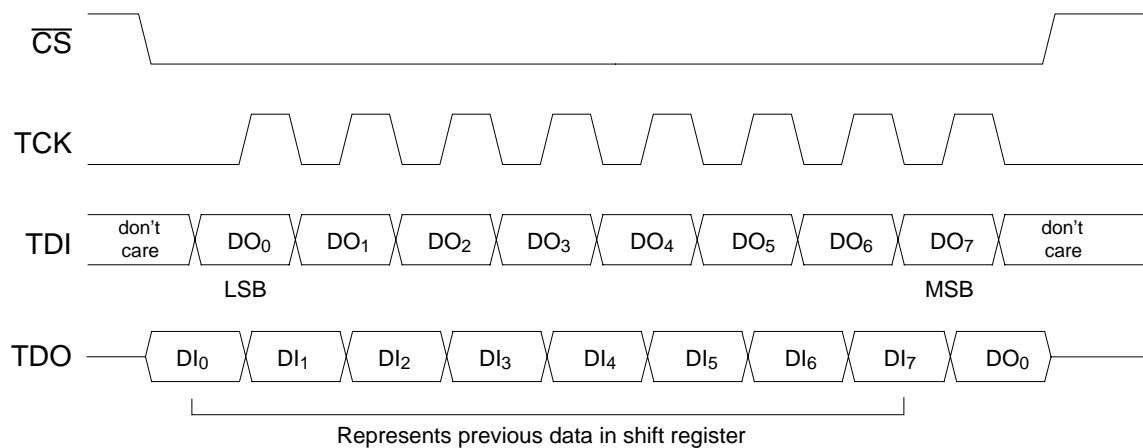 C̅S̅
TCK
TDI don't care DO₀ DO₁ DO₂ DO₃ DO₄ DO₅ DO₆ DO₇ don't care
LSB MSB
TDO DI₀ DI₁ DI₂ DI₃ DI₄ DI₅ DI₆ DI₇ DO₀
Represents previous data in shift register